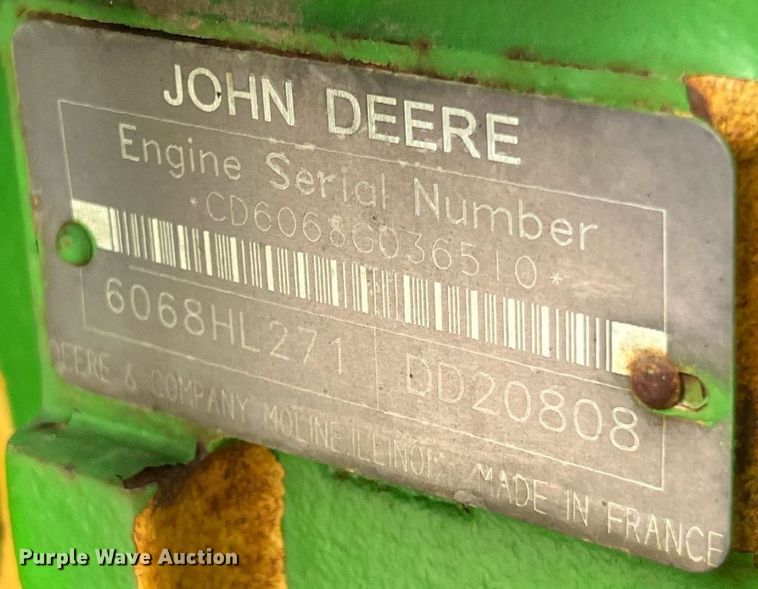 JOHN DEERE
Engine Serial Number
*CD6068G036510*
6068HL271 DD20808
DEERE & COMPANY MOLINE ILLINOIS MADE IN FRANCE
Purple Wave Auction